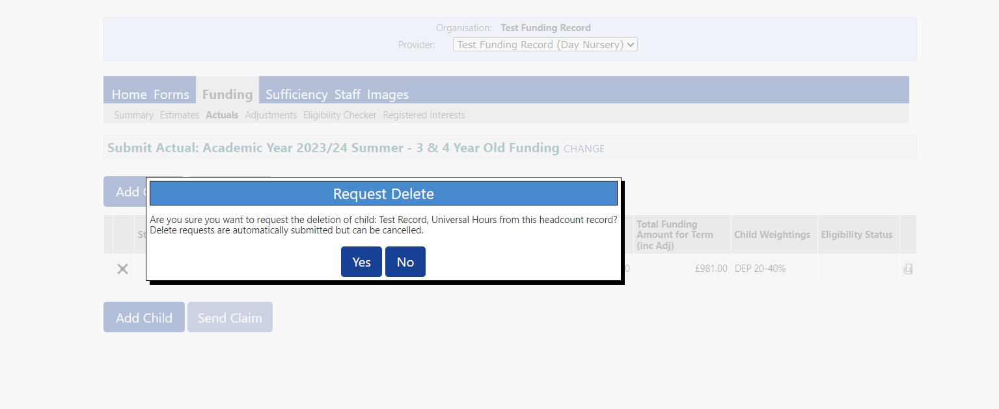 Organisation: Test Funding Record
Provider: Test Funding Record (Day Nursery)
Home Forms Funding Sufficiency Staff Images
Summary Estimates Actuals Adjustments Eligibility Checker Registered Interests
Submit Actual: Academic Year 2023/24 Summer - 3 & 4 Year Old Funding CHANGE
Add
Request Delete
Are you sure you want to request the deletion of child: Test Record, Universal Hours from this headcount record?
Delete requests are automatically submitted but can be cancelled.
Yes No
Total Funding
Amount for Term
(inc Adj)
Child Weightings
Eligibility Status
£981.00 DEP 20-40%
Add Child Send Claim